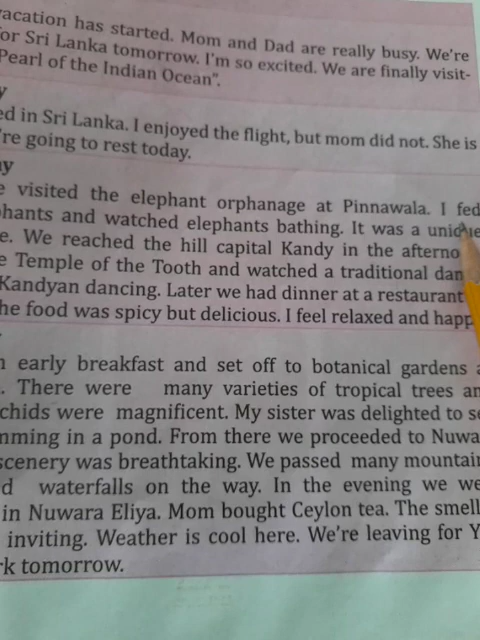 vacation has started. Mom and Dad are really busy. We're
for Sri Lanka tomorrow. I'm so excited. We are finally visit-
Pearl of the Indian Ocean".
y
ed in Sri Lanka. I enjoyed the flight, but mom did not. She is
're going to rest today.
ay
e visited the elephant orphanage at Pinnawala. I fed
phants and watched elephants bathing. It was a unique
e. We reached the hill capital Kandy in the afterno
e Temple of the Tooth and watched a traditional dan
Kandyan dancing. Later we had dinner at a restaurant
he food was spicy but delicious. I feel relaxed and happ
n early breakfast and set off to botanical gardens a
. There were many varieties of tropical trees an
chids were magnificent. My sister was delighted to se
mming in a pond. From there we proceeded to Nuwa
scenery was breathtaking. We passed many mountain
d waterfalls on the way. In the evening we we
in Nuwara Eliya. Mom bought Ceylon tea. The smell
inviting. Weather is cool here. We're leaving for Y
rk tomorrow.